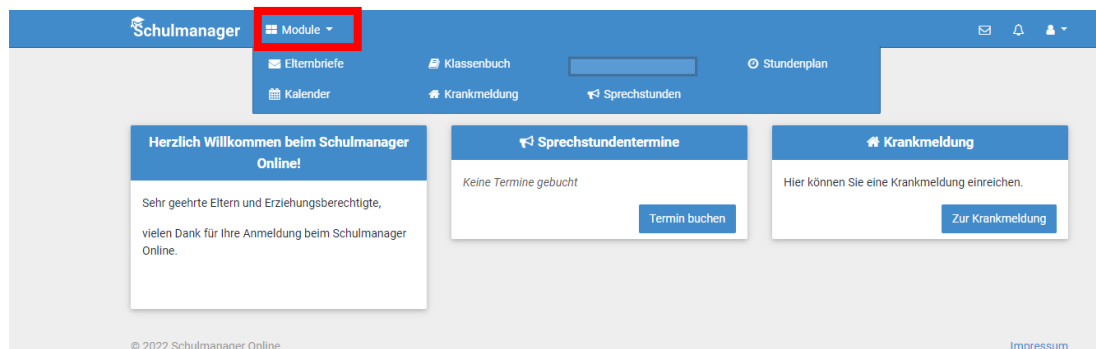 Schulmanager Module
Elternbriefe Klassenbuch Stundenplan
Kalender Krankmeldung Sprechstunden
Herzlich Willkommen beim Schulmanager
Online!
Sehr geehrte Eltern und Erziehungsberechtigte,
vielen Dank für Ihre Anmeldung beim Schulmanager
Online.
Sprechstundentermine
Keine Termine gebucht
Termin buchen
Krankmeldung
Hier können Sie eine Krankmeldung einreichen.
Zur Krankmeldung
© 2022 Schulmanager Online Impressum